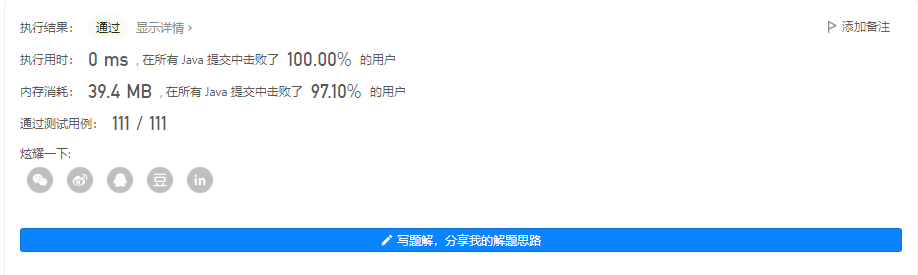 执行结果： 通过 显示详情 › 添加备注
执行用时： 0 ms , 在所有 Java 提交中击败了 100.00% 的用户
内存消耗： 39.4 MB , 在所有 Java 提交中击败了 97.10% 的用户
通过测试用例： 111 / 111
炫耀一下:
豆 in
写题解，分享我的解题思路